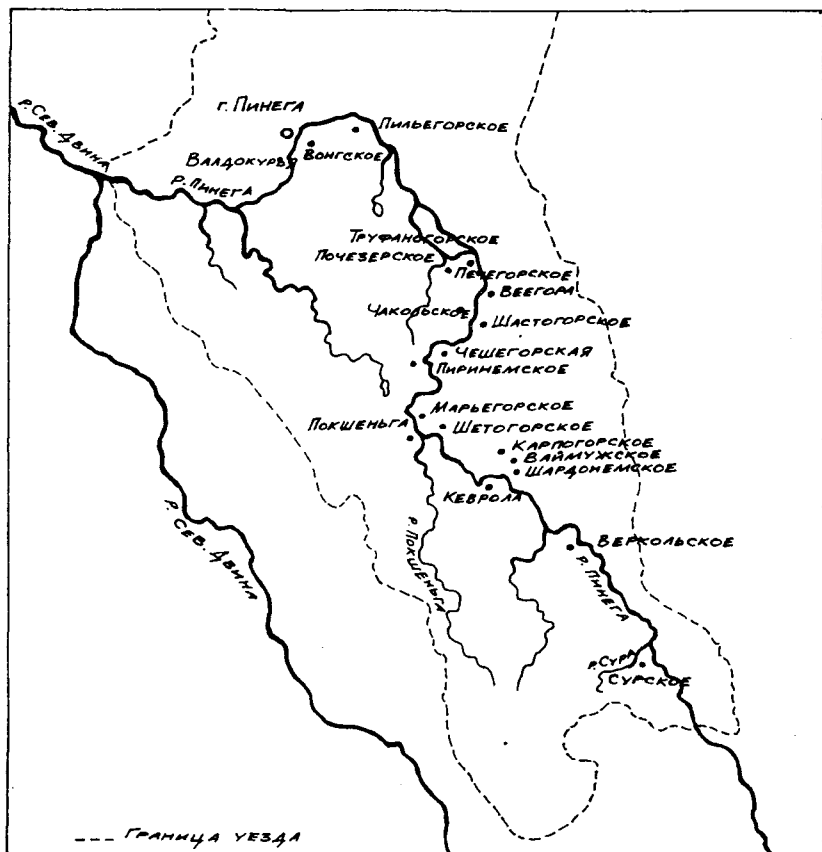 р. Сев. Двина
г. Пинега
Пильегорское
Валдокурья
Вонгское
р. Пинега
Труфаногорское
Почезерское
Печегорское
Веегора
Чакольское
Шастогорское
Чешегорская
Пиринемское
Марьегорское
Покшеньга
Шетогорское
Карпогорское
Ваймужское
Шардонемское
Кеврола
р. Сев. Двина
р. Покшеньга
Веркольское
р. Пинега
р. Сура
Сурское
--- Граница уезда